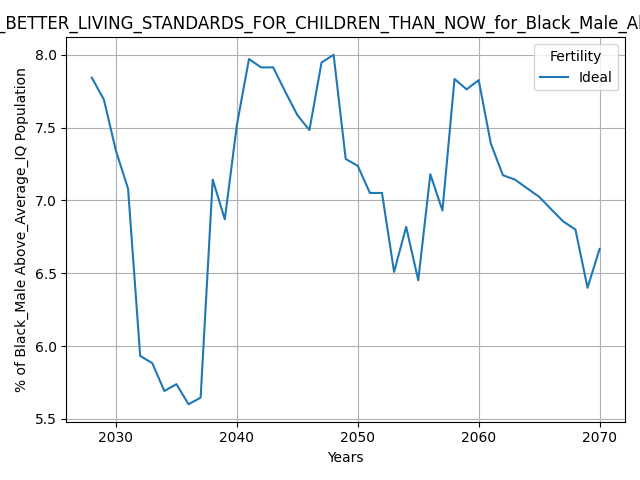 _BETTER_LIVING_STANDARDS_FOR_CHILDREN_THAN_NOW_for_Black_Male_A
Fertility
Ideal
% of Black_Male Above_Average_IQ Population
8.0
7.5
7.0
6.5
6.0
5.5
2030 2040 2050 2060 2070
Years